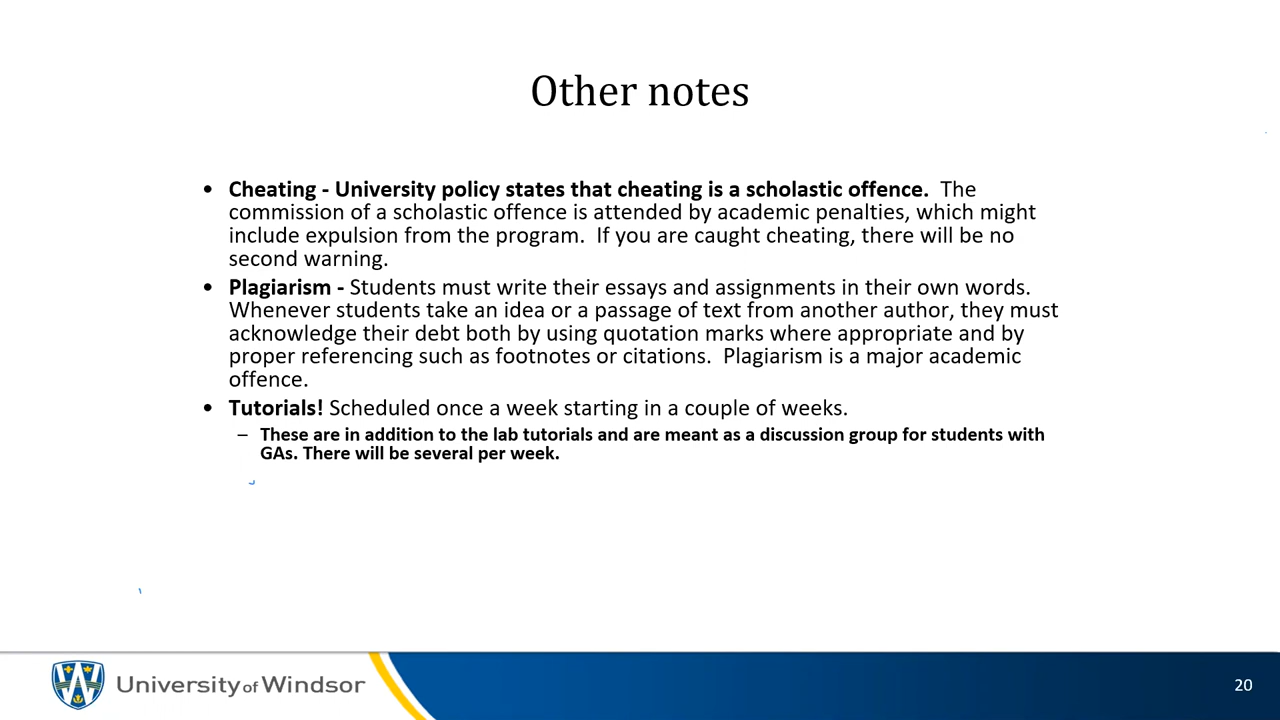 Other notes
• Cheating - University policy states that cheating is a scholastic offence.  The
commission of a scholastic offence is attended by academic penalties, which might
include expulsion from the program.  If you are caught cheating, there will be no
second warning.
• Plagiarism - Students must write their essays and assignments in their own words.
Whenever students take an idea or a passage of text from another author, they must
acknowledge their debt both by using quotation marks where appropriate and by
proper referencing such as footnotes or citations.  Plagiarism is a major academic
offence.
• Tutorials! Scheduled once a week starting in a couple of weeks.
– These are in addition to the lab tutorials and are meant as a discussion group for students with
GAs. There will be several per week.
University of Windsor
20